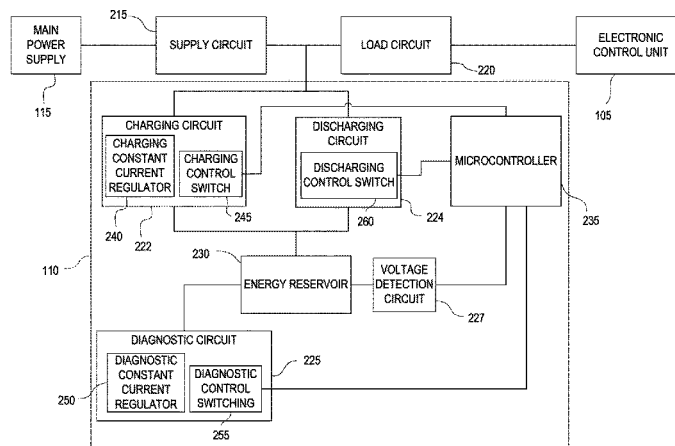 215
MAIN
POWER
SUPPLY
SUPPLY CIRCUIT
LOAD CIRCUIT
ELECTRONIC
CONTROL UNIT
115
220
105
CHARGING CIRCUIT
CHARGING
CONSTANT
CURRENT
REGULATOR
CHARGING
CONTROL
SWITCH
DISCHARGING
CIRCUIT
DISCHARGING
CONTROL SWITCH
MICROCONTROLLER
240
222
245
260
224
235
110
230
ENERGY RESERVOIR
VOLTAGE
DETECTION
CIRCUIT
227
DIAGNOSTIC CIRCUIT
225
DIAGNOSTIC
CONSTANT
CURRENT
REGULATOR
DIAGNOSTIC
CONTROL
SWITCHING
250
255